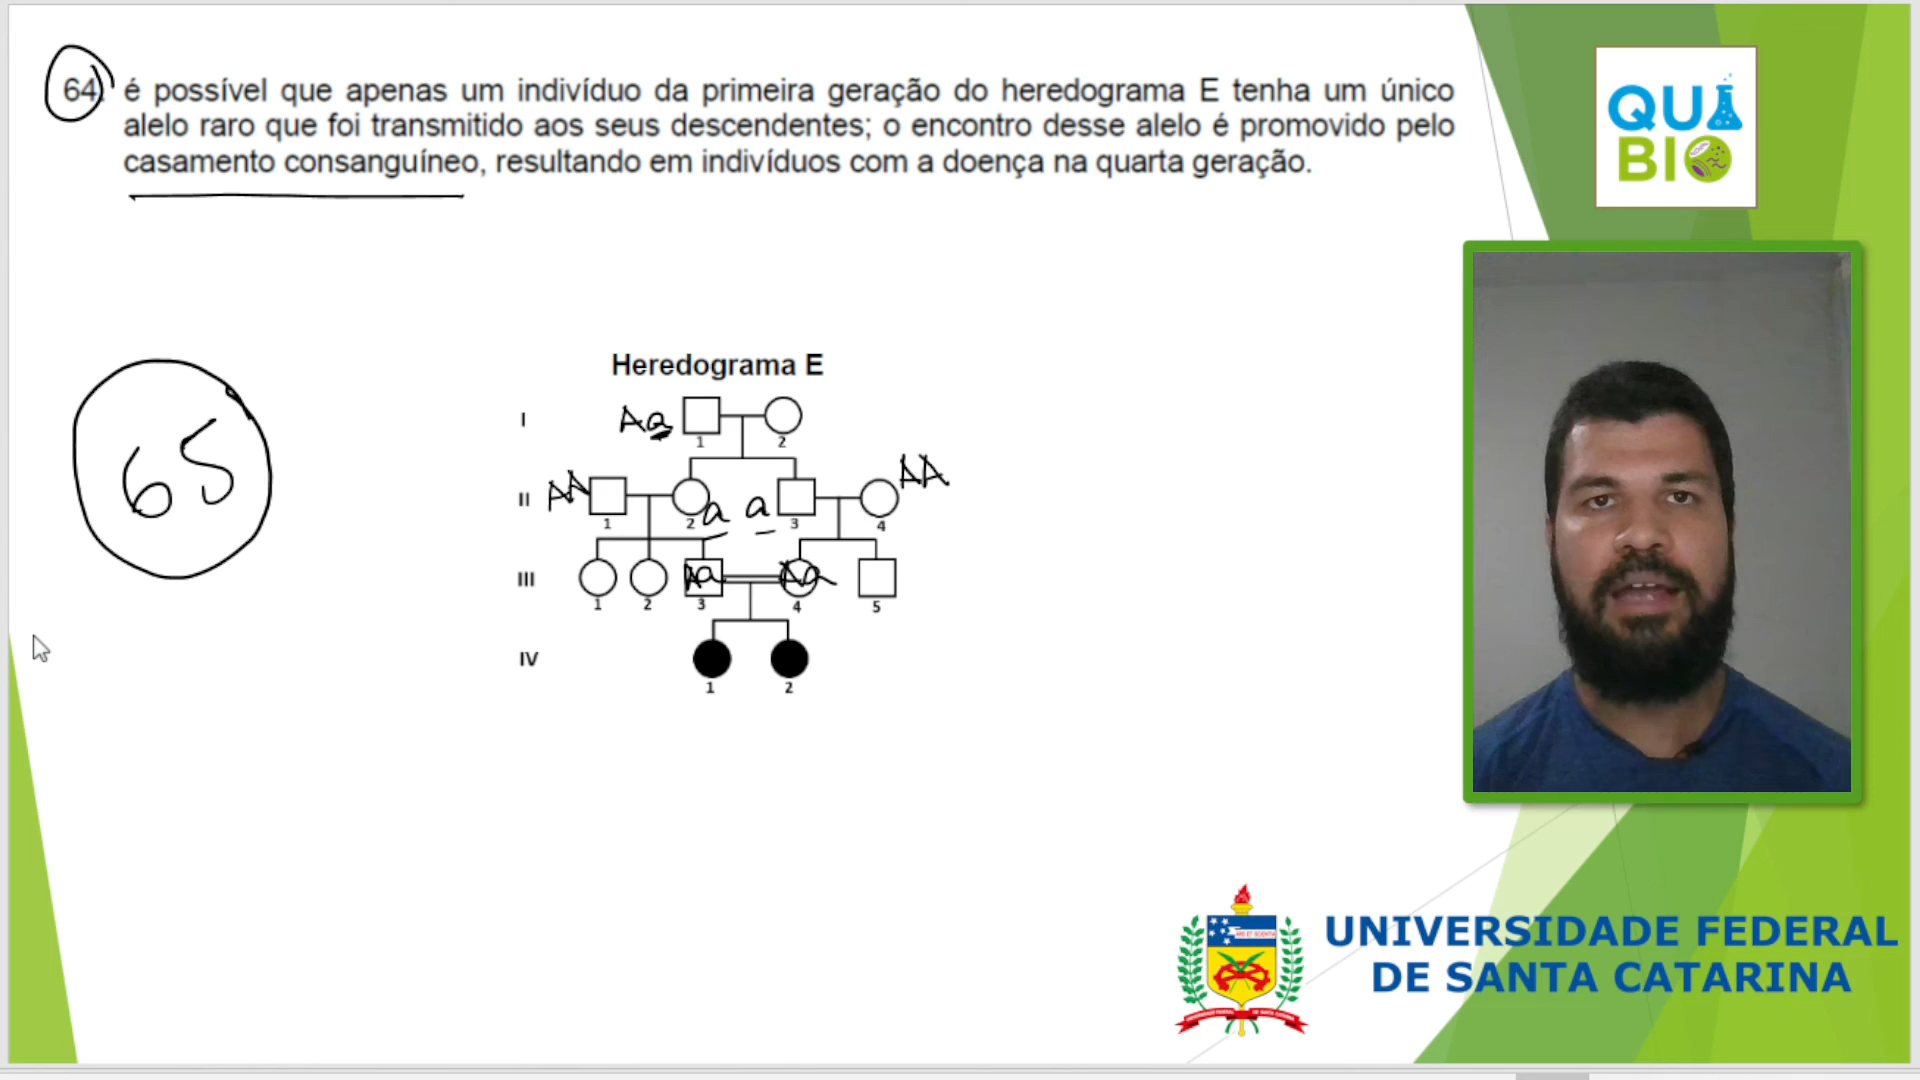 64. é possível que apenas um indivíduo da primeira geração do heredograma E tenha um único
alelo raro que foi transmitido aos seus descendentes; o encontro desse alelo é promovido pelo
casamento consanguíneo, resultando em indivíduos com a doença na quarta geração.
QUI
BIO
65
Heredograma E
I
Aa
1
2
II
AA
AA
1
2
a
a
3
4
III
Aa
Aa
1
2
3
4
5
IV
1
2
UNIVERSIDADE FEDERAL
DE SANTA CATARINA